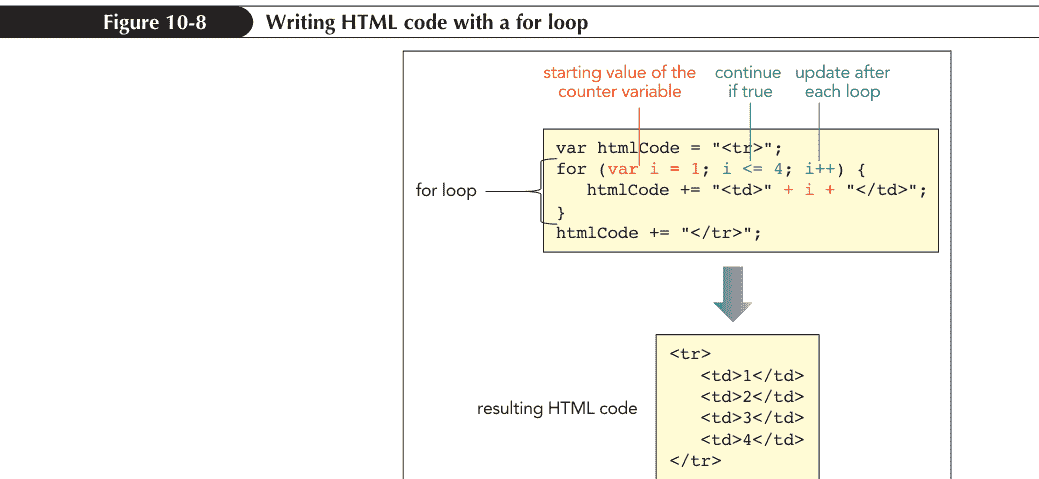 Figure 10-8 Writing HTML code with a for loop
starting value of the counter variable
continue if true
update after each loop
for loop
var htmlCode = "<tr>";
for (var i = 1; i <= 4; i++) {
htmlCode += "<td>" + i + "</td>";
}
htmlCode += "</tr>";
resulting HTML code
<tr>
<td>1</td>
<td>2</td>
<td>3</td>
<td>4</td>
</tr>